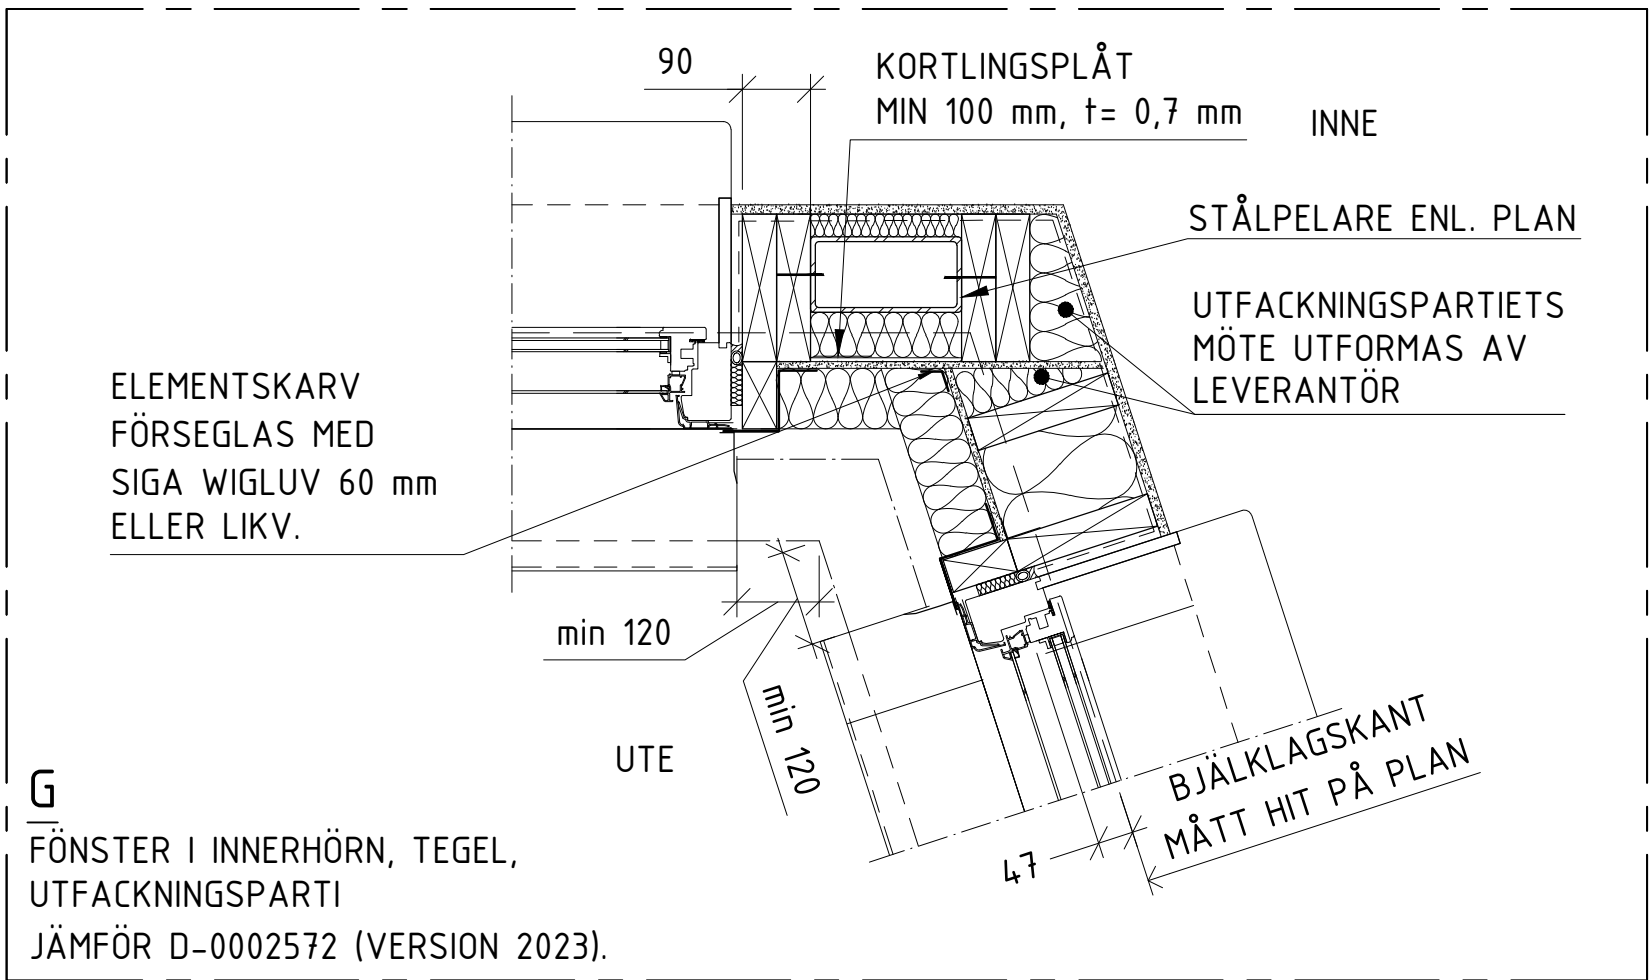 90
KORTLINGSPLÅT
MIN 100 mm, t= 0,7 mm
INNE
STÅLPELARE ENL. PLAN
UTFACKNINGSPARTIETS
MÖTE UTFORMAS AV
LEVERANTÖR
ELEMENTSKARV
FÖRSEGLAS MED
SIGA WIGLUV 60 mm
ELLER LIKV.
min 120
min 120
UTE
BJÄLKLAGSKANT
MÅTT HIT PÅ PLAN
47
G
FÖNSTER I INNERHÖRN, TEGEL,
UTFACKNINGSPARTI
JÄMFÖR D-0002572 (VERSION 2023).